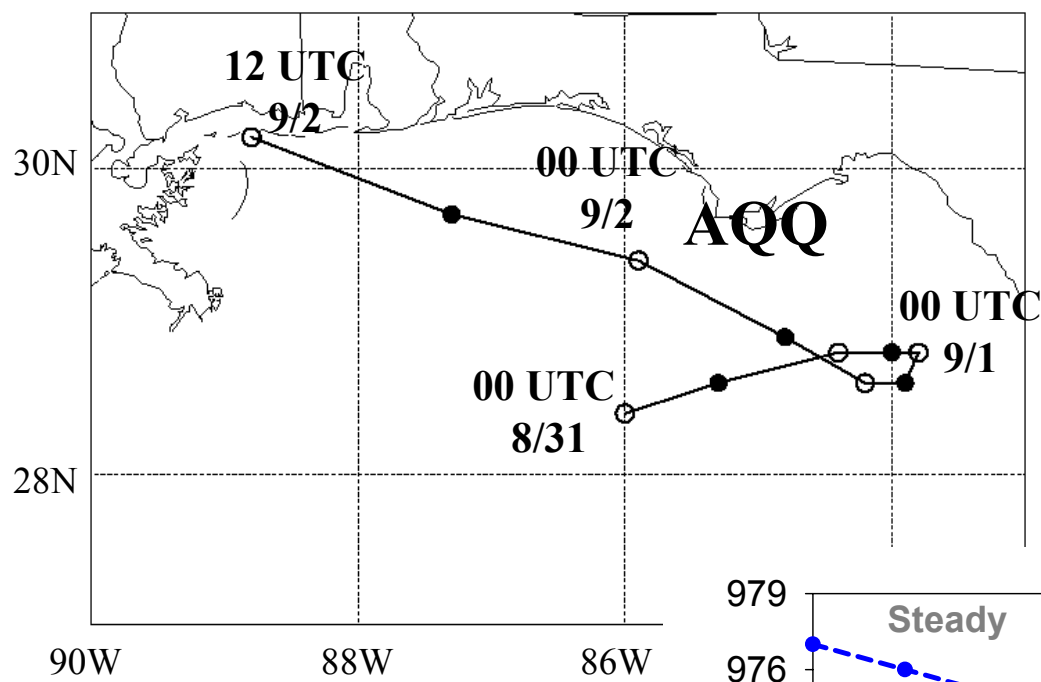 12 UTC
9/2
30N
00 UTC
9/2
AQQ
00 UTC
9/1
00 UTC
8/31
28N
979
Steady
976
90W
88W
86W